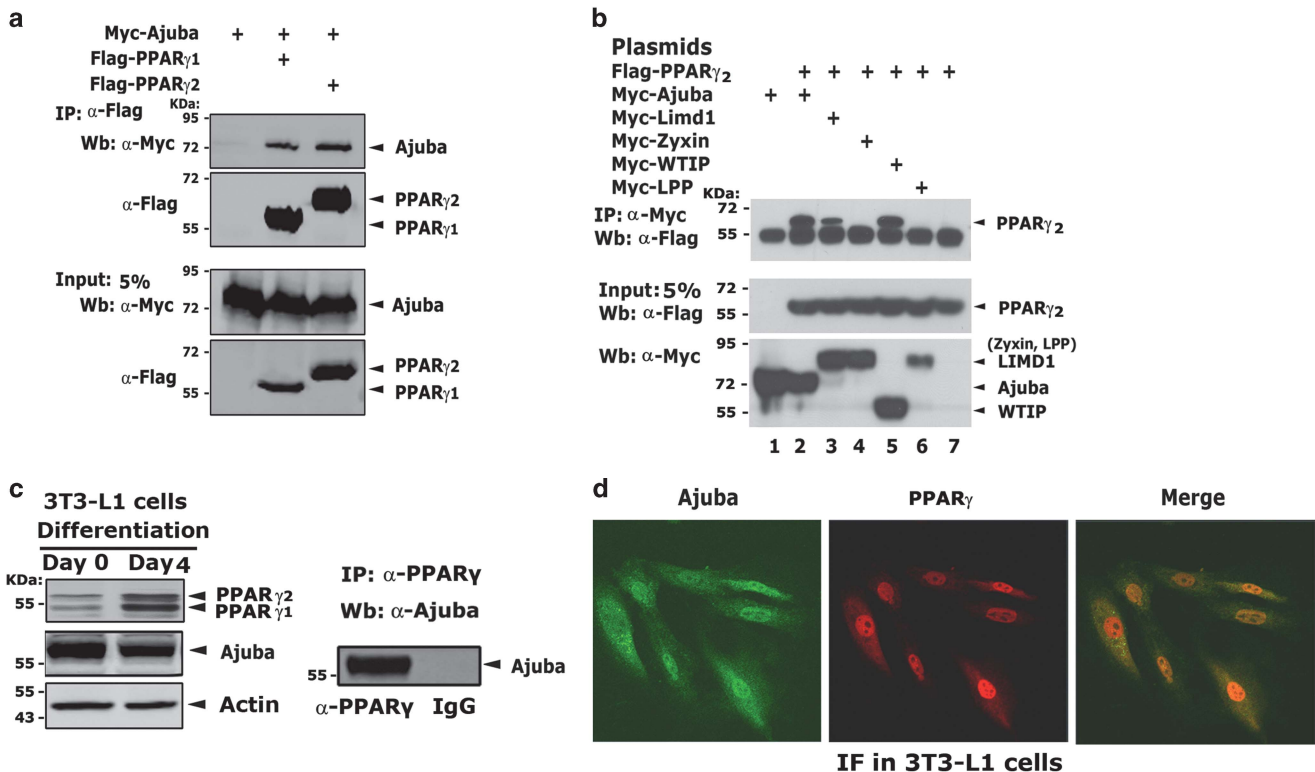 a
Myc-Ajuba + + +
Flag-PPARγ1 +
Flag-PPARγ2 +
IP: α-Flag KDa:
95
Wb: α-Myc 72 Ajuba
72
α-Flag PPARγ2
55 PPARγ1
Input: 5% 95
Wb: α-Myc 72 Ajuba
72
α-Flag PPARγ2
55 PPARγ1
b
Plasmids
Flag-PPARγ2 + + + + + +
Myc-Ajuba + +
Myc-Limd1 +
Myc-Zyxin +
Myc-WTIP +
Myc-LPP KDa: +
IP: α-Myc 72 - PPARγ2
Wb: α-Flag 55 -
Input: 5% 72 -
Wb: α-Flag 55 - PPARγ2
95 - (Zyxin, LPP)
Wb: α-Myc LIMD1
72 - Ajuba
55 - WTIP
1 2 3 4 5 6 7
c
3T3-L1 cells
Differentiation
Day 0 Day 4
KDa:
55 - PPARγ2
PPARγ1
Ajuba
55 -
55 -
Actin
43 -
IP: α-PPARγ
Wb: α-Ajuba
55 - Ajuba
α-PPARγ IgG
d
Ajuba PPARγ Merge
IF in 3T3-L1 cells